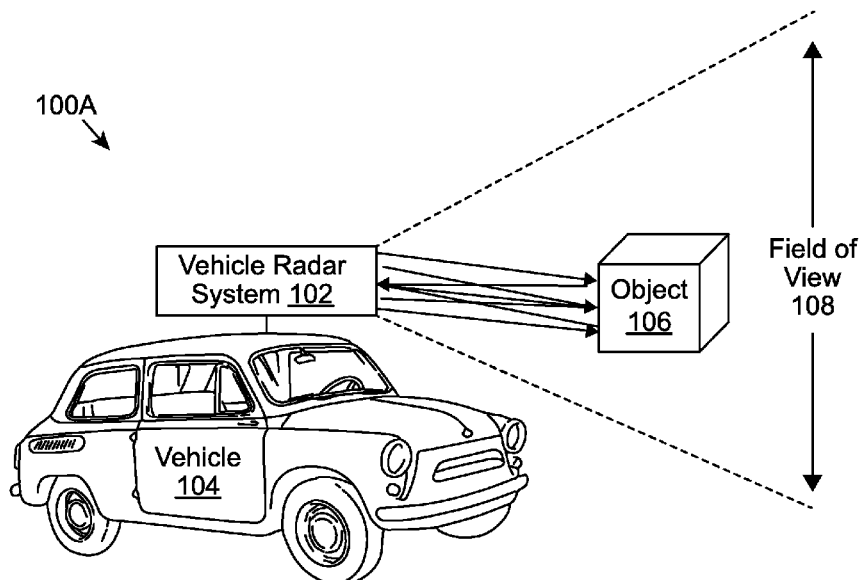 100A
Vehicle Radar
System 102
Object
106
Field of
View
108
Vehicle
104